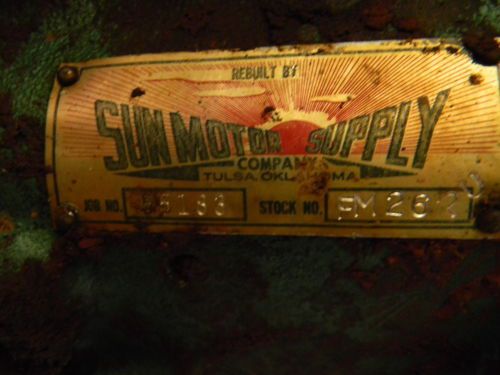 REBUILT BY
SUN MOTOR SUPPLY
COMPANY
TULSA, OKLAHOMA
JOB NO. STOCK NO.